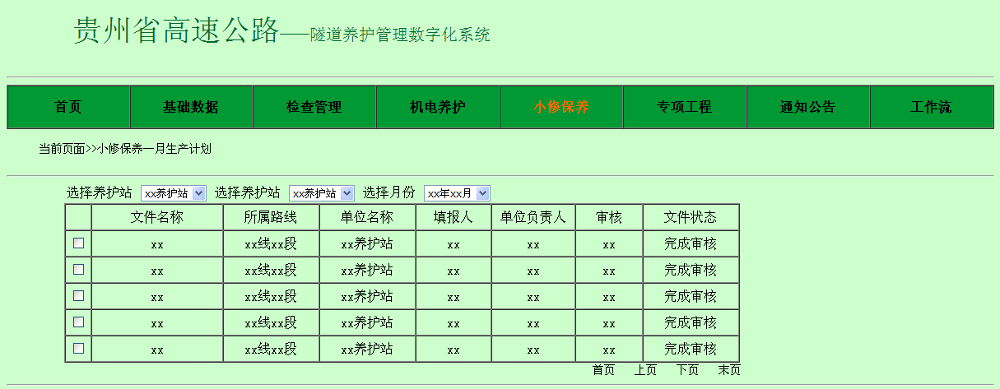 贵州省高速公路——隧道养护管理数字化系统
首页 基础数据 检查管理 机电养护 小修保养 专项工程 通知公告 工作流
当前页面>>小修保养—月生产计划
选择养护站 xx养护站 选择养护站 xx养护站 选择月份 xx年xx月
文件名称 所属路线 单位名称 填报人 单位负责人 审核 文件状态
xx xx线xx段 xx养护站 xx xx xx 完成审核
xx xx线xx段 xx养护站 xx xx xx 完成审核
xx xx线xx段 xx养护站 xx xx xx 完成审核
xx xx线xx段 xx养护站 xx xx xx 完成审核
xx xx线xx段 xx养护站 xx xx xx 完成审核
首页 上页 下页 末页